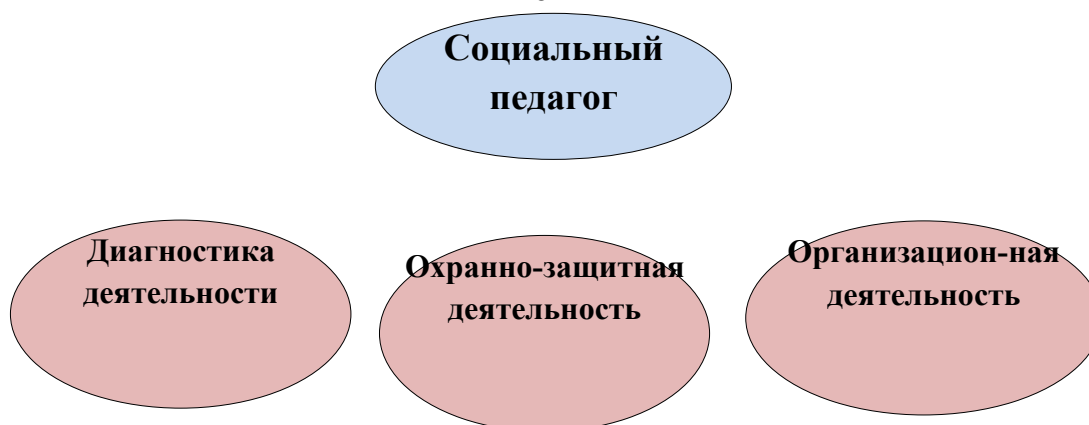 Социальный
педагог
Диагностика
деятельности
Охранно-защитная
деятельность
Организацион-ная
деятельность